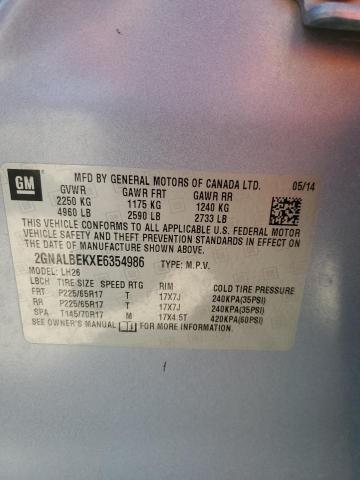 GM
MFD BY GENERAL MOTORS OF CANADA LTD. 05/14
GVWR GAWR FRT GAWR RR
2250 KG 1175 KG 1240 KG
4960 LB 2590 LB 2733 LB
THIS VEHICLE CONFORMS TO ALL APPLICABLE U.S. FEDERAL MOTOR
VEHICLE SAFETY AND THEFT PREVENTION STANDARDS IN EFFECT
ON THE DATE OF MANUFACTURE SHOWN ABOVE.
2GNALBEKXE6354986 TYPE: M.P.V.
MODEL: LH26
LBCH TIRE SIZE SPEED RTG RIM COLD TIRE PRESSURE
FRT P225/65R17 T 17X7J 240KPA(35PSI)
RR P225/65R17 T 17X7J 240KPA(35PSI)
SPA T145/70R17 M 17X4.5T 420KPA(60PSI)
SEE OWNER'S MANUAL FOR MORE INFORMATION.